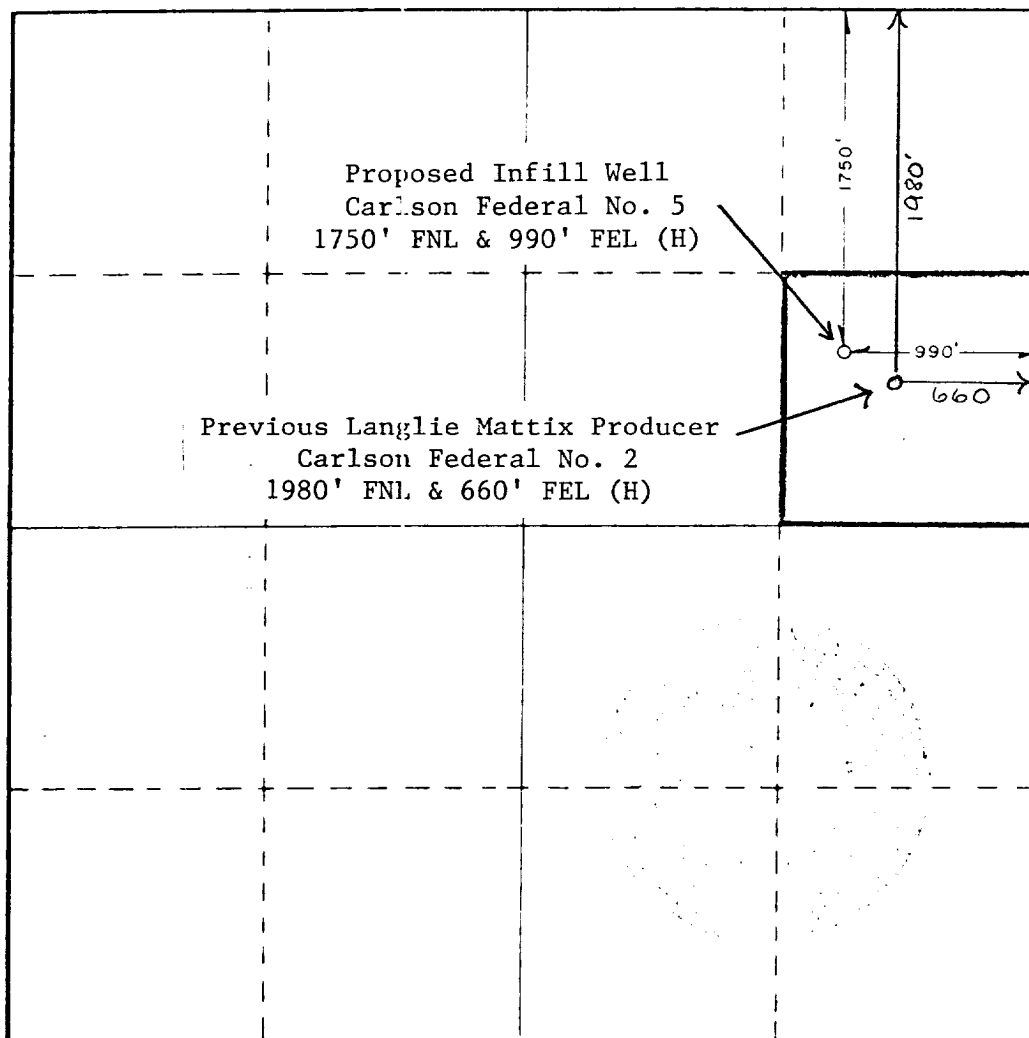 1750'
1980'
Proposed Infill Well
Carlson Federal No. 5
1750' FNL & 990' FEL (H)
990'
660
Previous Langlie Mattix Producer
Carlson Federal No. 2
1980' FNL & 660' FEL (H)